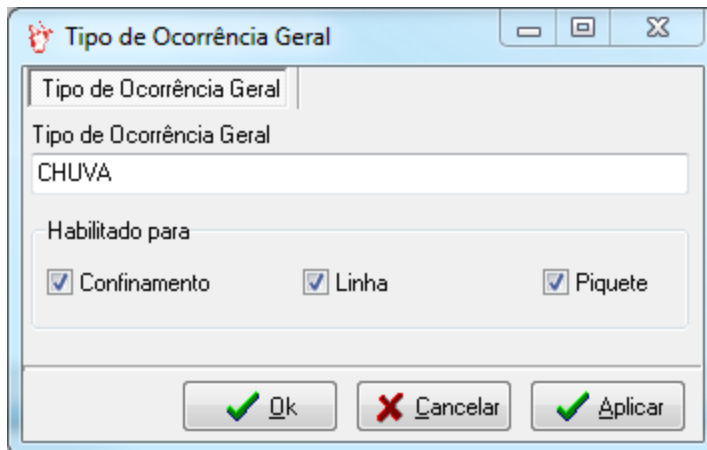 Tipo de Ocorrência Geral
Tipo de Ocorrência Geral
Tipo de Ocorrência Geral
CHUVA
Habilitado para
Confinamento Linha Piquete
Ok Cancelar Aplicar